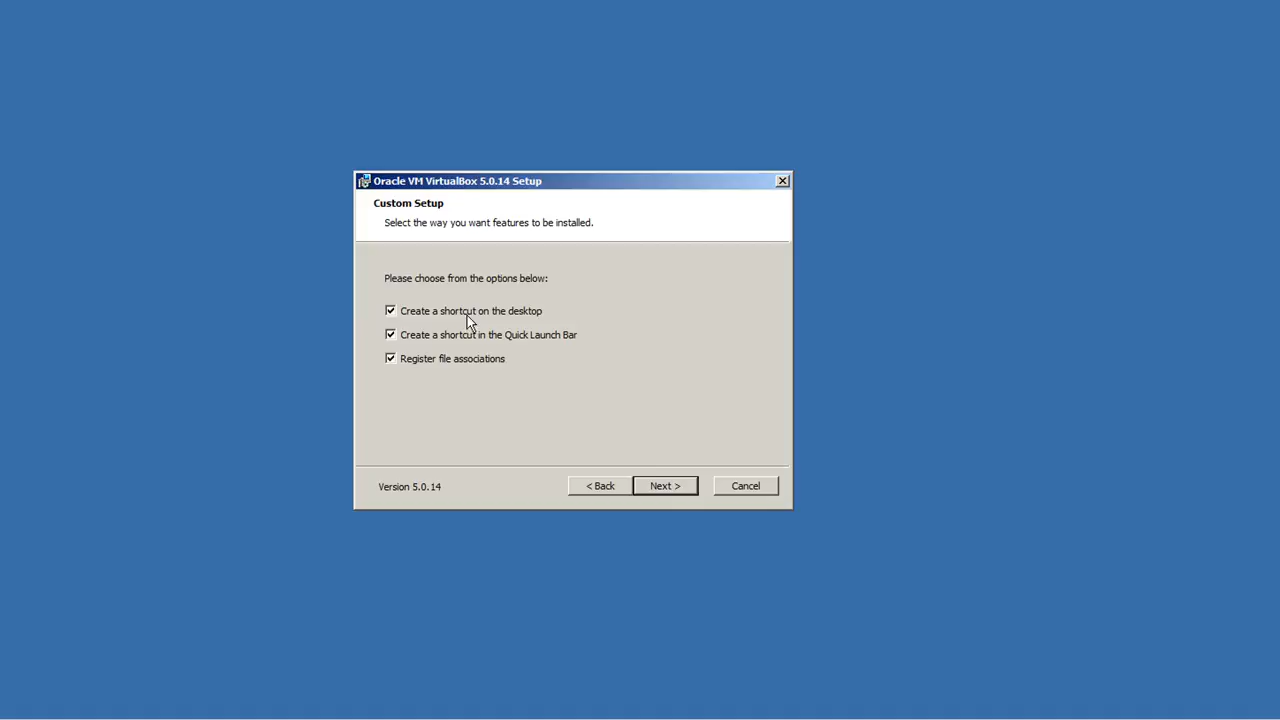 Oracle VM VirtualBox 5.0.14 Setup
Custom Setup
Select the way you want features to be installed.
Please choose from the options below:
Create a shortcut on the desktop
Create a shortcut in the Quick Launch Bar
Register file associations
Version 5.0.14
< Back
Next >
Cancel